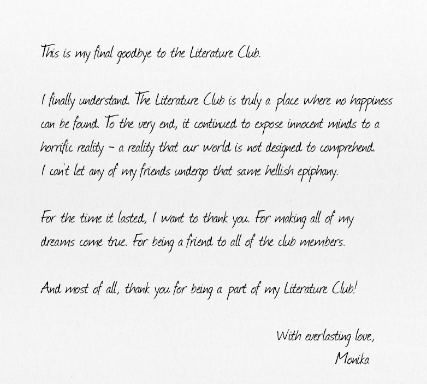 This is my final goodbye to the Literature Club.
I finally understand. The Literature Club is truly a place where no happiness
can be found. To the very end, it continued to expose innocent minds to a
horrific reality - a reality that our world is not designed to comprehend.
I can't let any of my friends undergo that same hellish epiphany.
For the time it lasted, I want to thank you. For making all of my
dreams come true. For being a friend to all of the club members.
And most of all, thank you for being a part of my Literature Club!
With everlasting love,
Monika